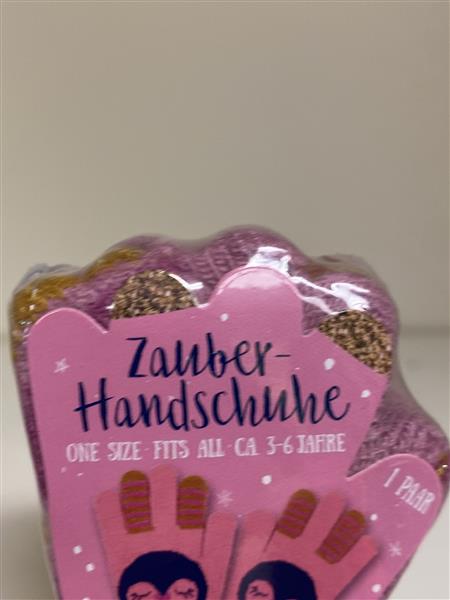 Zauber-
Handschuhe
ONE SIZE · FITS ALL · CA. 3-6 JAHRE
1 PAAR